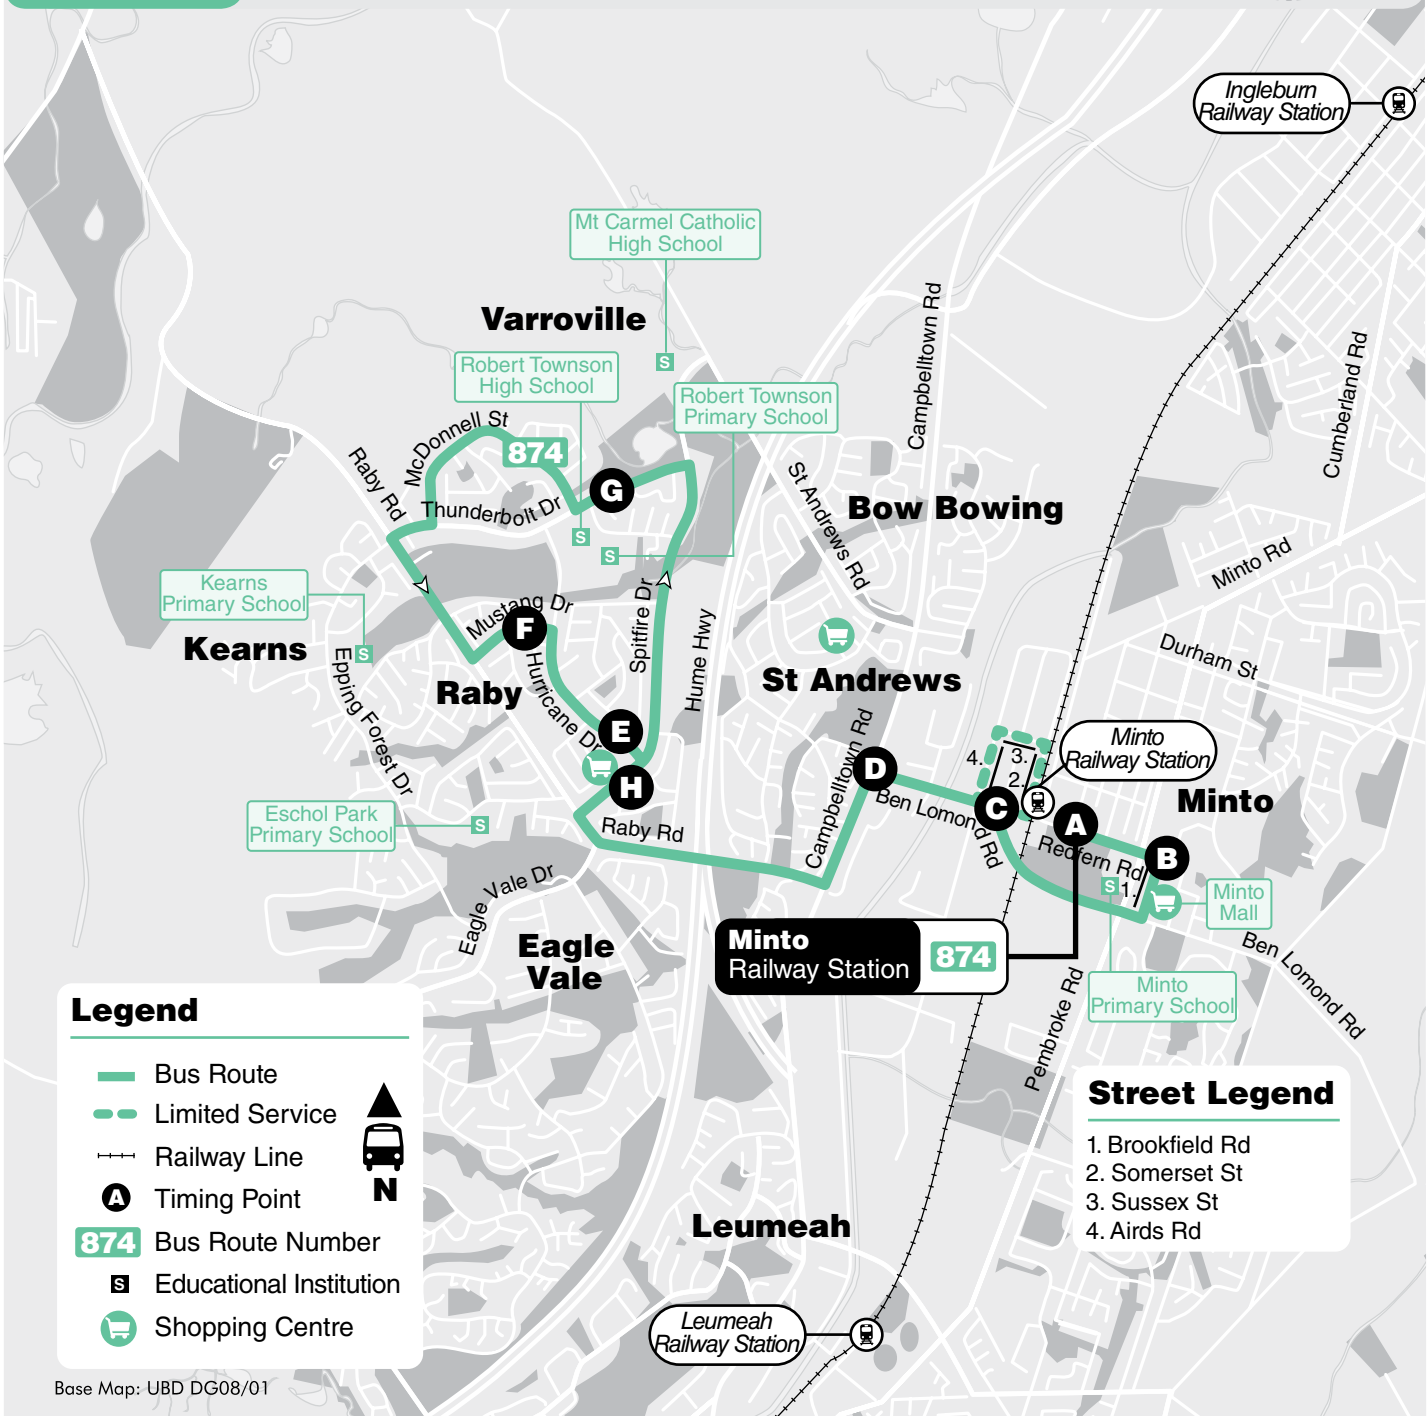 Ingleburn
Railway Station
Mt Carmel Catholic
High School
Varroville
Robert Townson
High School
Robert Townson
Primary School
Campbelltown Rd
Cumberland Rd
McDonnell St
874
Raby Rd
G
Thunderbolt Dr
S
S
S
St Andrews Rd
Bow Bowing
Minto Rd
Kearns
Primary School
Kearns
S
Mustang Dr
F
Spitfire Dr
Hume Hwy
Durham St
Epping Forest Dr
Raby
Hurricane Dr
St Andrews
E
H
Campbelltown Rd
D
Ben Lomond Rd
4.
3.
2.
C
Minto
Railway Station
Minto
A
Redfern Rd
B
S
1.
Minto
Mall
Eschol Park
Primary School
S
Raby Rd
Eagle Vale Dr
Eagle
Vale
Minto
Railway Station
874
Ben Lomond Rd
Minto
Primary School
Pembroke Rd
Legend
Bus Route
Limited Service
Railway Line
A
Timing Point
874
Bus Route Number
S
Educational Institution
Shopping Centre
N
Street Legend
1. Brookfield Rd
2. Somerset St
3. Sussex St
4. Airds Rd
Leumeah
Leumeah
Railway Station
Base Map: UBD DG08/01